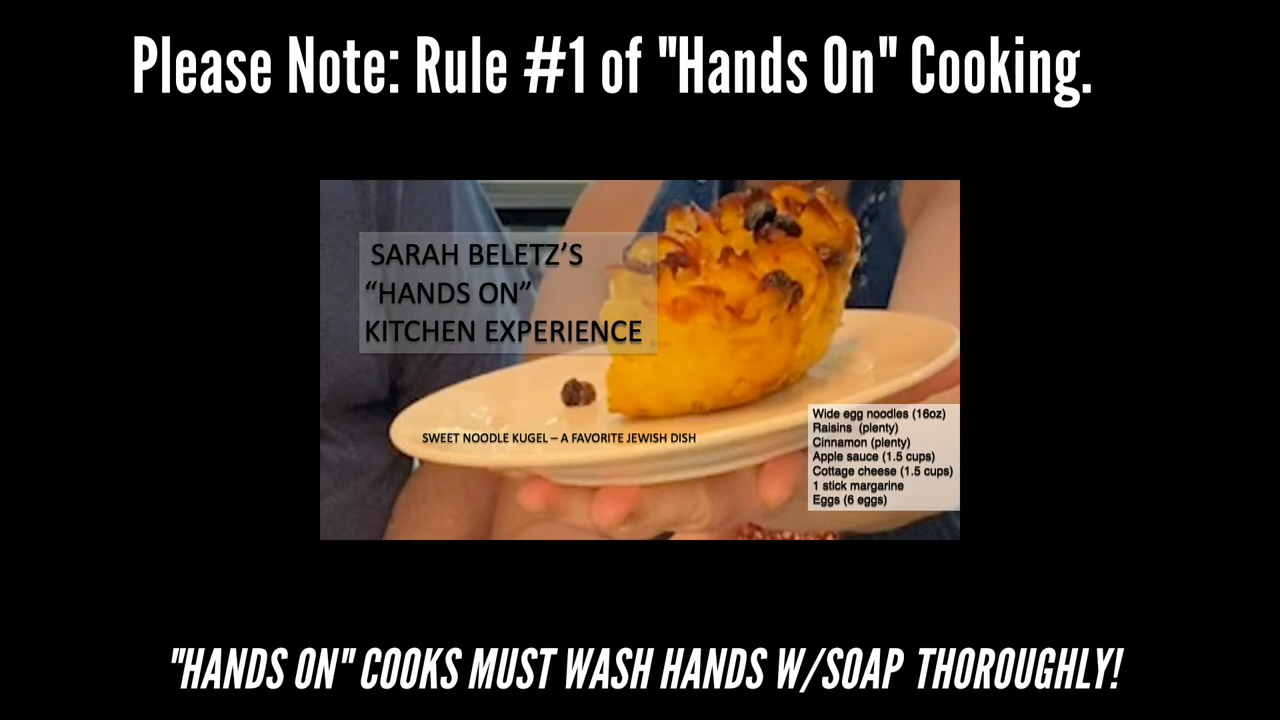 Please Note: Rule #1 of "Hands On" Cooking.
SARAH BELETZ’S
“HANDS ON”
KITCHEN EXPERIENCE
SWEET NOODLE KUGEL – A FAVORITE JEWISH DISH
Wide egg noodles (16oz)
Raisins (plenty)
Cinnamon (plenty)
Apple sauce (1.5 cups)
Cottage cheese (1.5 cups)
1 stick margarine
Eggs (6 eggs)
"HANDS ON" COOKS MUST WASH HANDS W/SOAP THOROUGHLY!